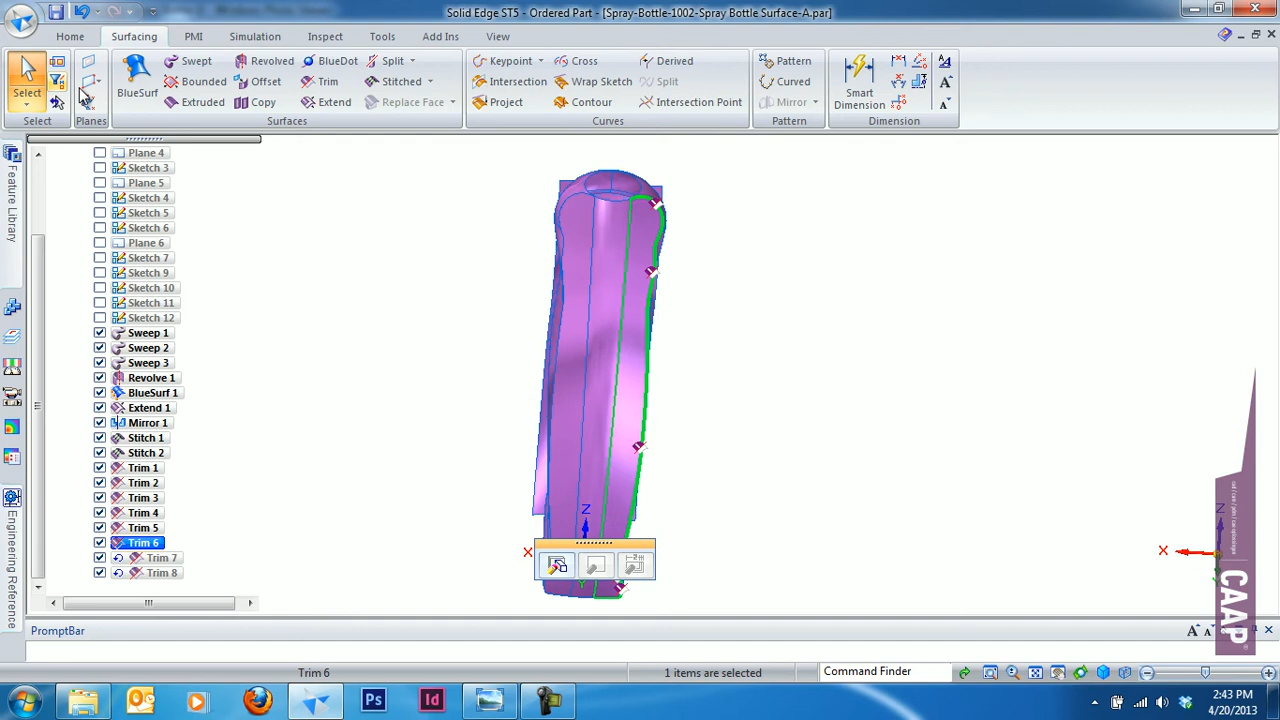 Solid Edge ST5 - Ordered Part - [Spray-Bottle-1002-Spray Bottle Surface-A.par]
Home Surfacing PMI Simulation Inspect Tools Add Ins View
Swept Revolved BlueDot Split Keypoint Cross Derived Pattern
Select BlueSurf Bounded Offset Trim Stitched Intersection Wrap Sketch Split Curved Smart Dimension
Extruded Copy Extend Replace Face Project Contour Intersection Point Mirror
Select Planes Surfaces Curves Pattern Dimension
Plane 4
Sketch 3
Plane 5
Sketch 4
Sketch 5
Sketch 6
Plane 6
Sketch 7
Sketch 9
Sketch 10
Sketch 11
Sketch 12
Sweep 1
Sweep 2
Sweep 3
Revolve 1
BlueSurf 1
Extend 1
Mirror 1
Stitch 1
Stitch 2
Trim 1
Trim 2
Trim 3
Trim 4
Trim 5
Trim 6
Trim 7
Trim 8
Feature Library
Engineering Reference
Z
X
Y
X
Z
cad / cam / pdm / cae specialistgroep
CAAP
PromptBar
Trim 6 1 items are selected Command Finder
Ps Id
2:43 PM
4/20/2013